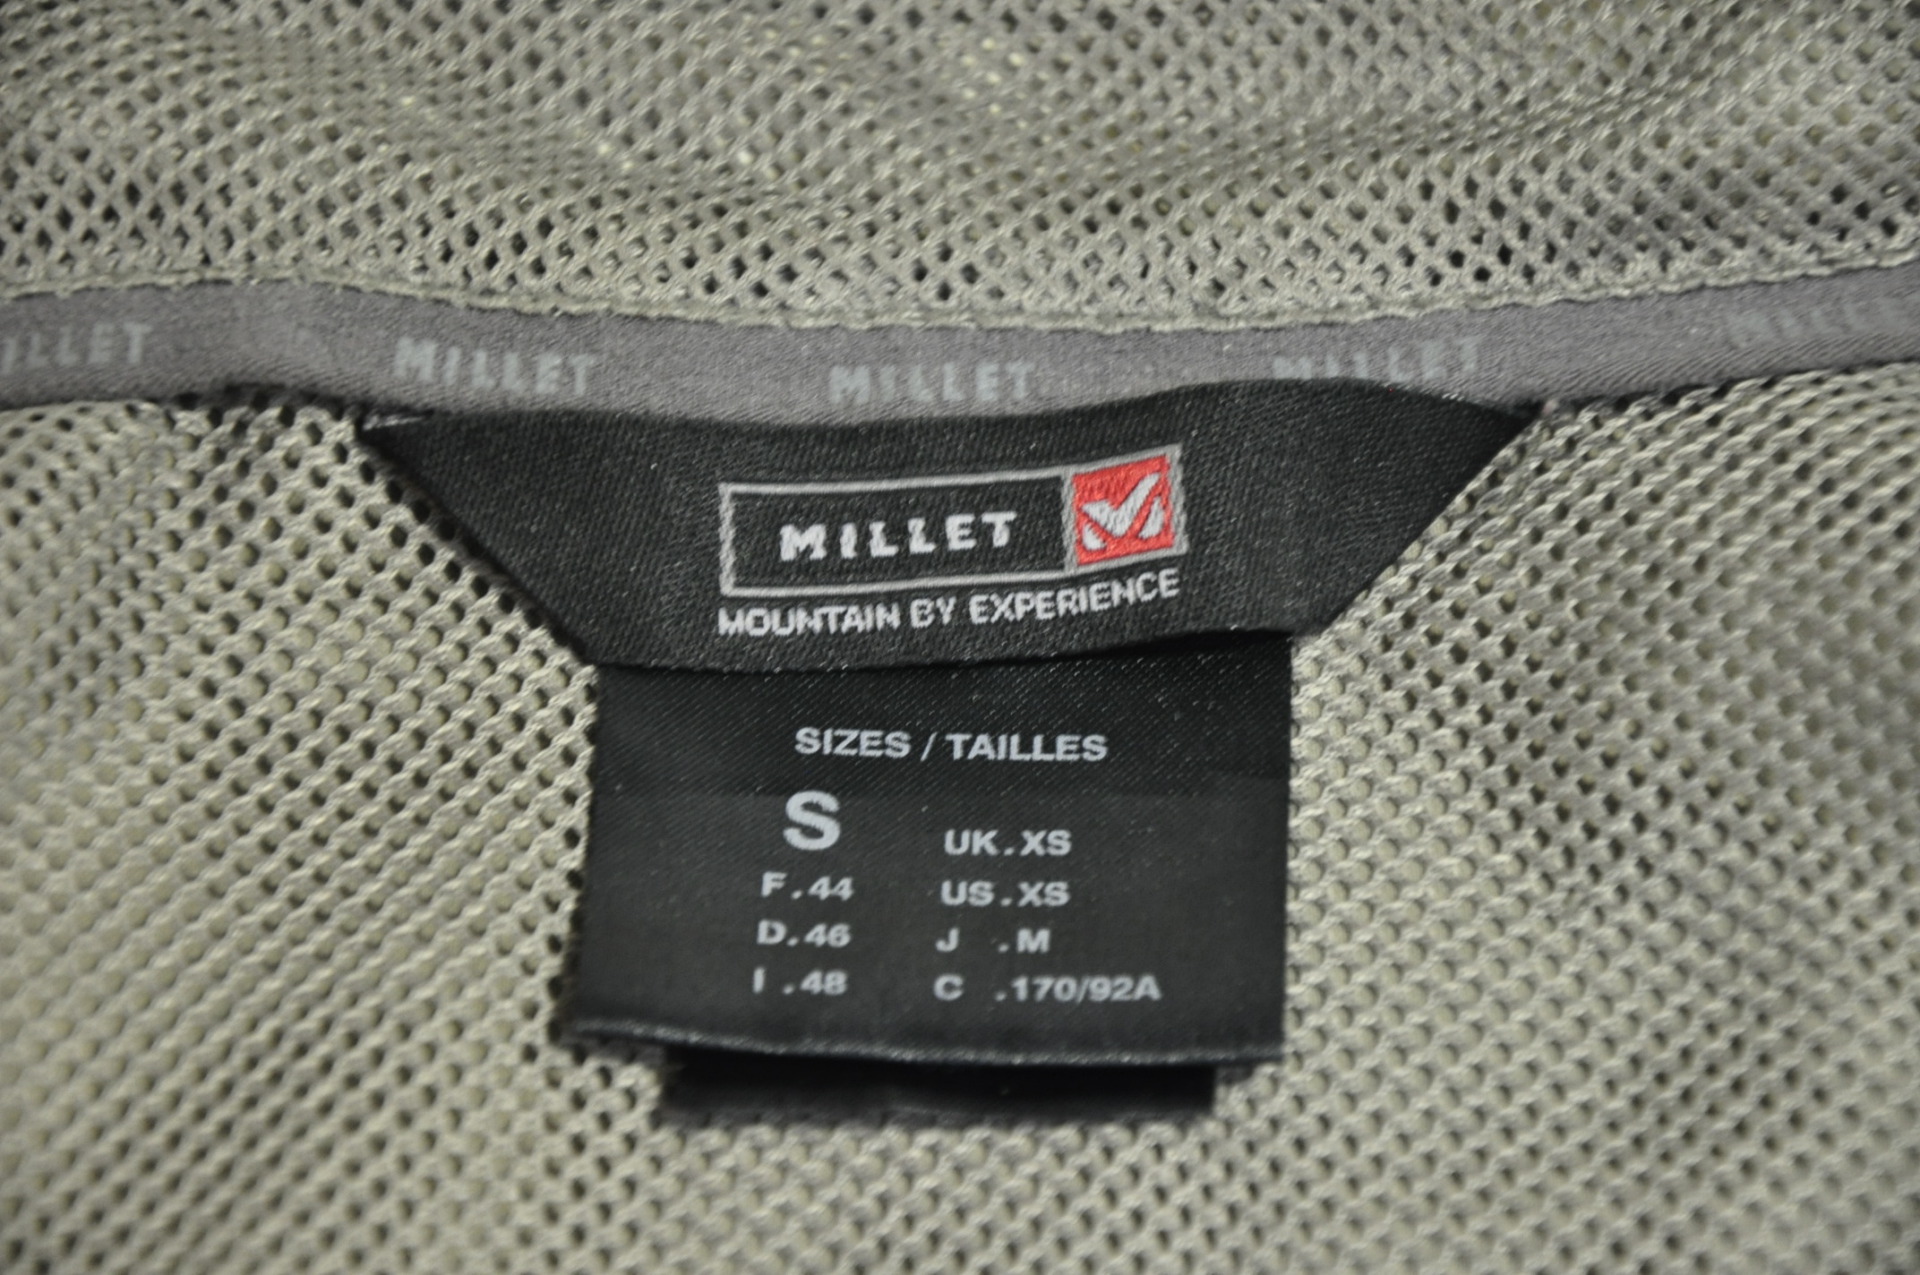 MILLET MILLET MILLET MILLET
MILLET
MOUNTAIN BY EXPERIENCE
SIZES / TAILLES
S UK.XS
F.44 US.XS
D.46 J .M
I .48 C .170/92A